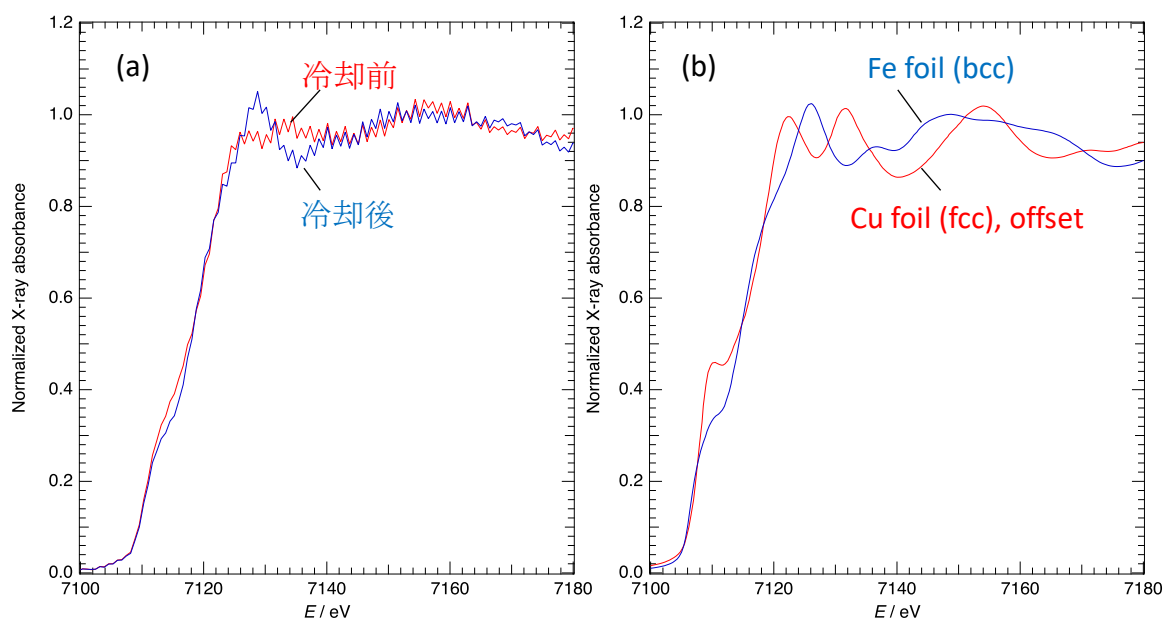 (a)
冷却前
冷却後
Normalized X-ray absorbance
1.2
1.0
0.8
0.6
0.4
0.2
0.0
7100
7120
7140
7160
7180
E / eV
(b)
Fe foil (bcc)
Cu foil (fcc), offset
Normalized X-ray absorbance
1.2
1.0
0.8
0.6
0.4
0.2
0.0
7100
7120
7140
7160
7180
E / eV